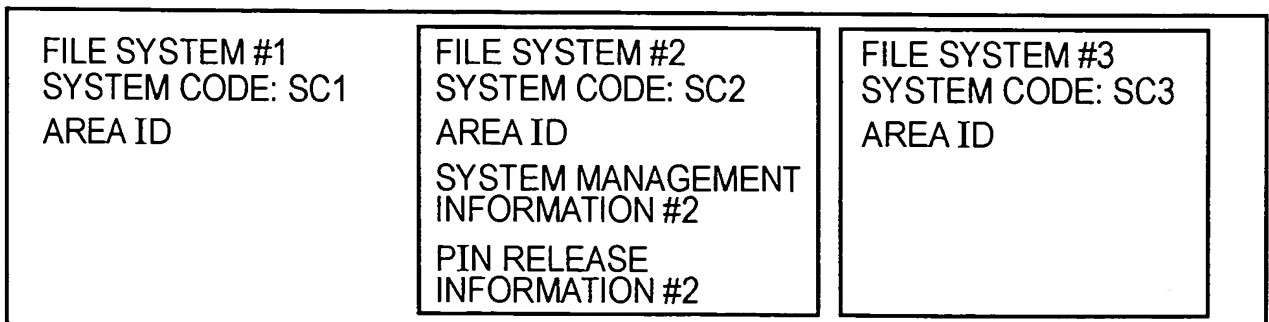 FILE SYSTEM #1
SYSTEM CODE: SC1
AREA ID
FILE SYSTEM #2
SYSTEM CODE: SC2
AREA ID
SYSTEM MANAGEMENT
INFORMATION #2
PIN RELEASE
INFORMATION #2
FILE SYSTEM #3
SYSTEM CODE: SC3
AREA ID